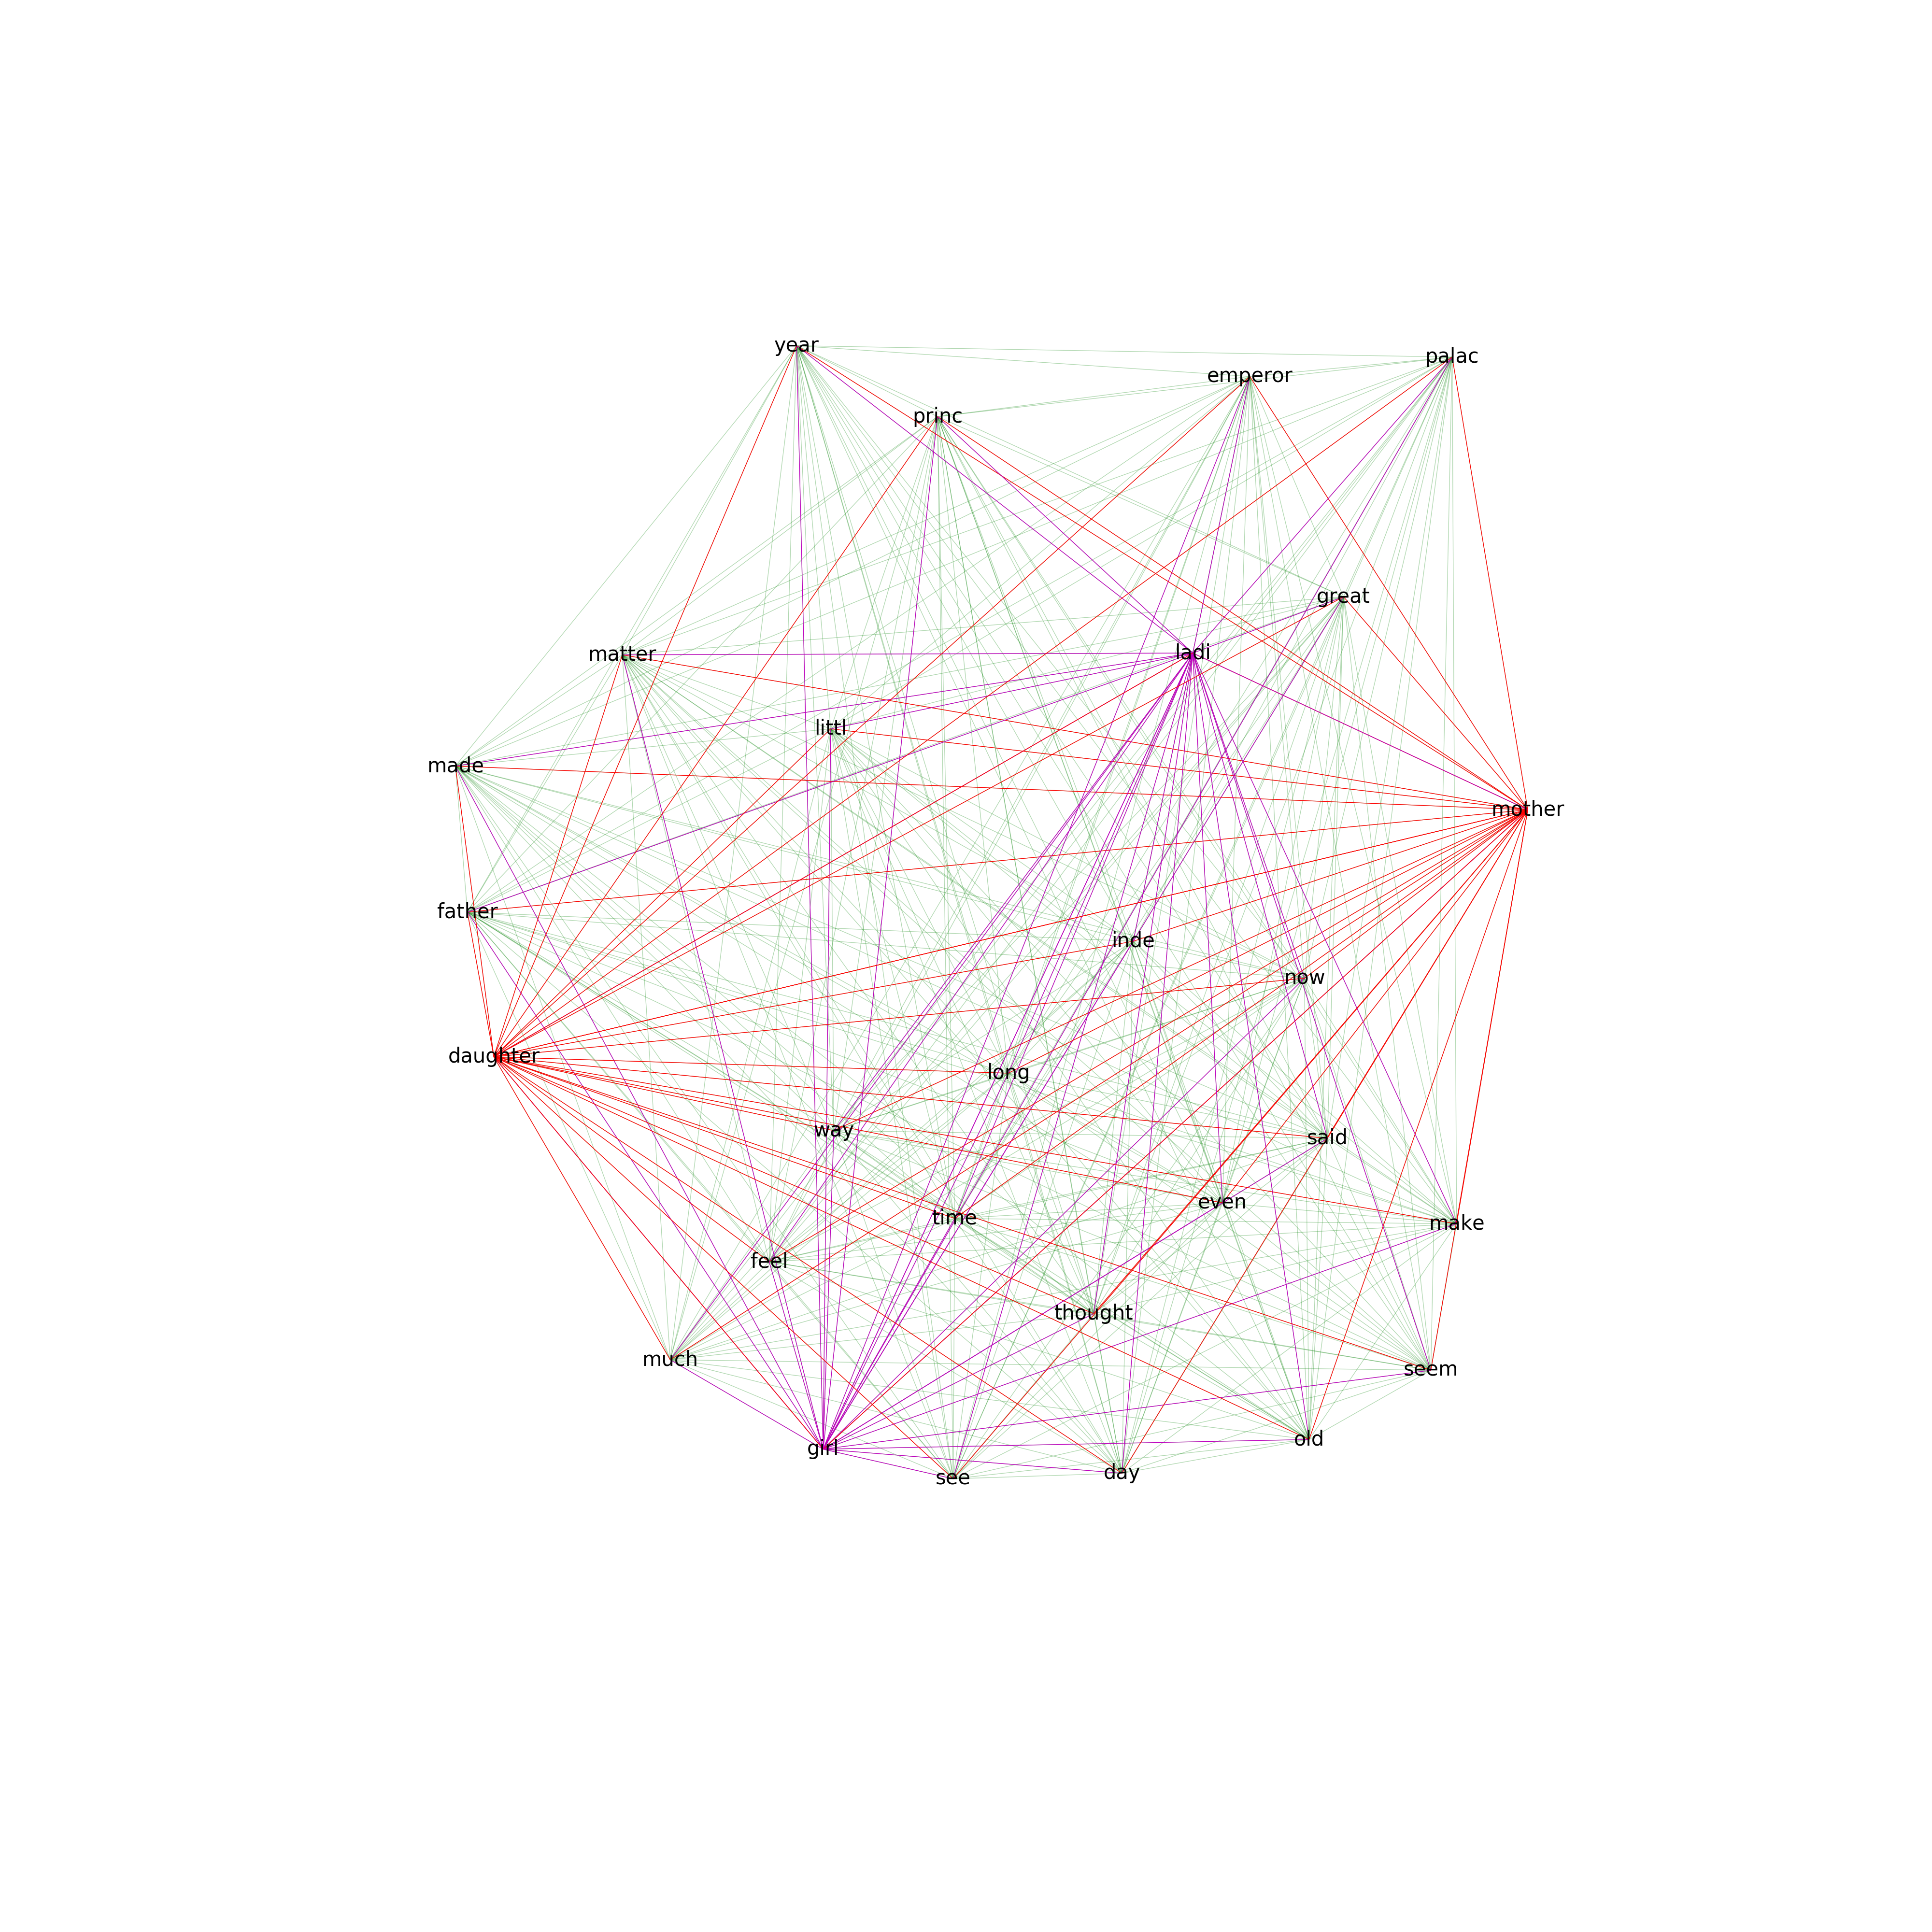 year
palac
emperor
princ
great
ladi
matter
littl
made
mother
father
inde
now
daughter
long
way
said
even
time
make
feel
thought
much
seem
old
girl
day
see